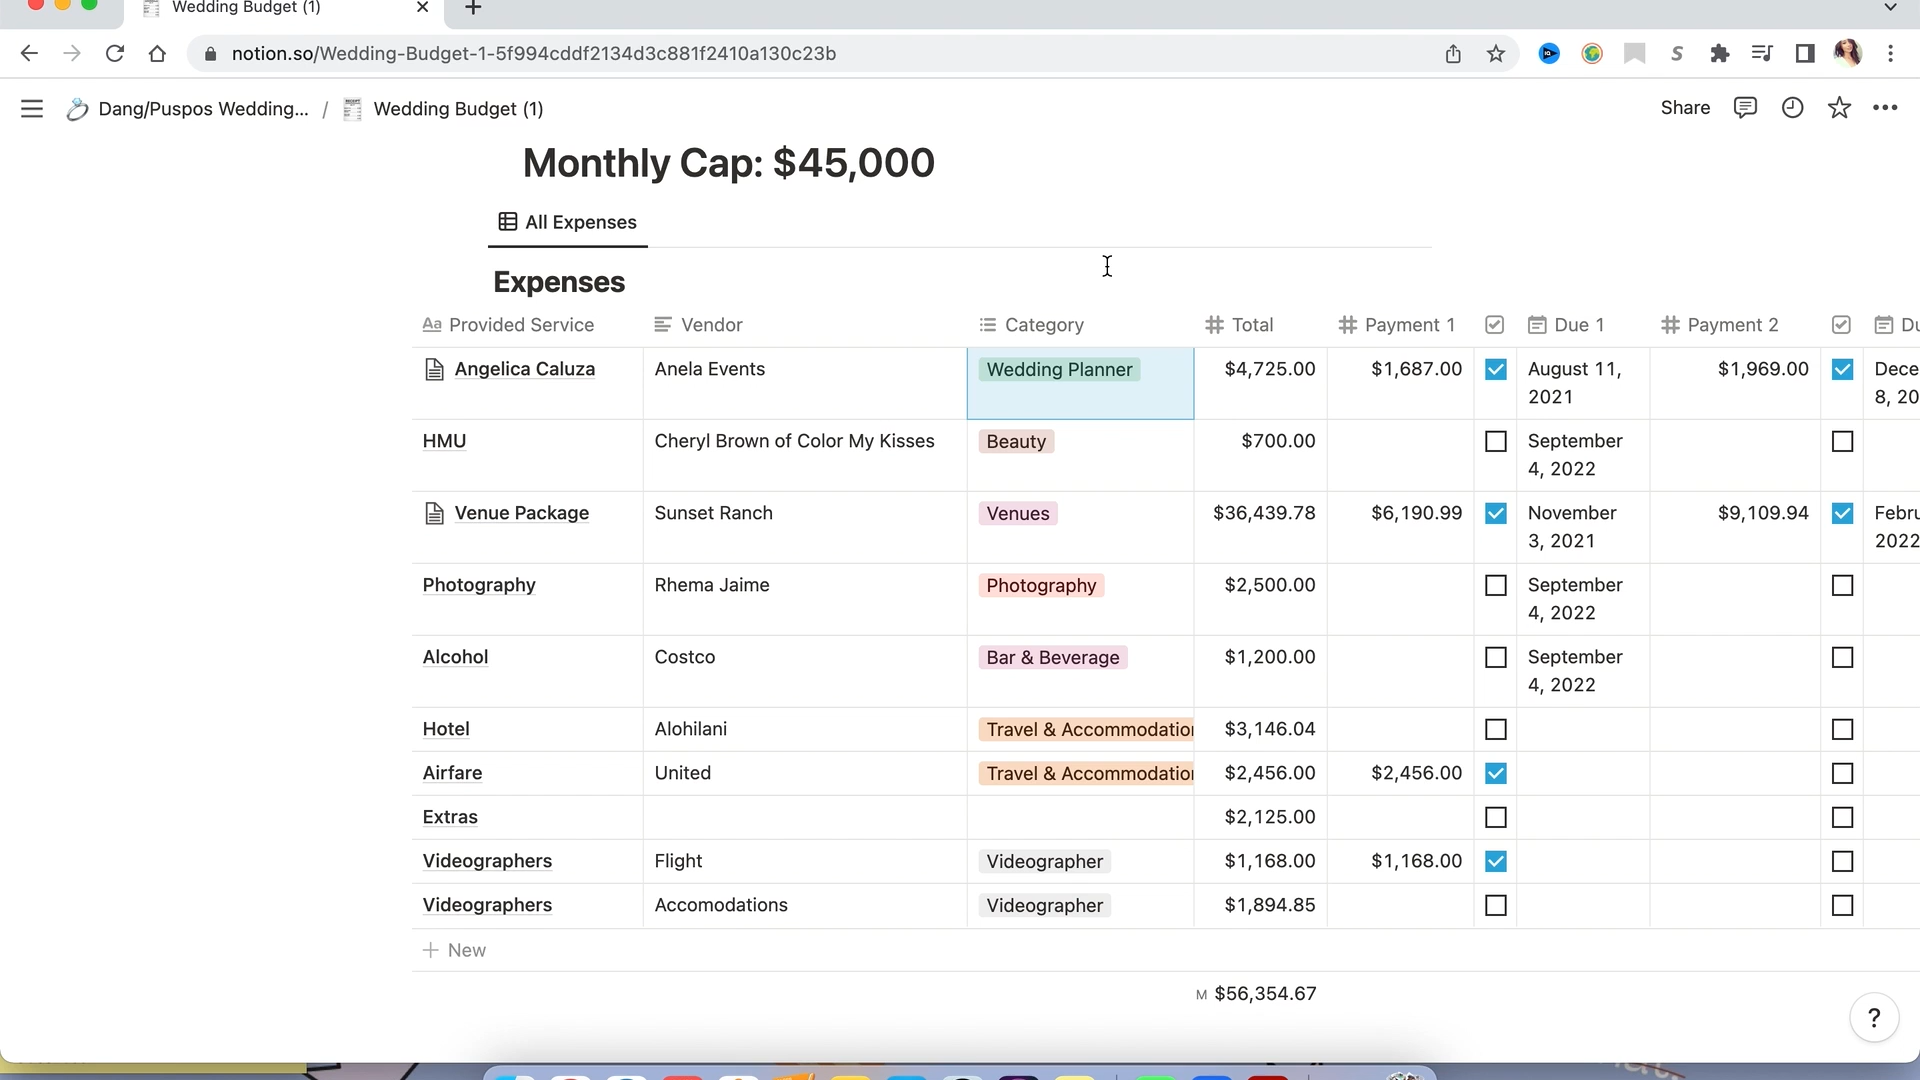 Wedding Budget (1)
notion.so/Wedding-Budget-1-5f994cddf2134d3c881f2410a130c23b
Dang/Puspos Wedding... / Wedding Budget (1)
Share
Monthly Cap: $45,000
All Expenses
Expenses
Aa Provided Service Vendor Category Total Payment 1 Due 1 Payment 2
Angelica Caluza Anela Events Wedding Planner $4,725.00 $1,687.00 August 11, $1,969.00 Dece
2021 8, 20
HMU Cheryl Brown of Color My Kisses Beauty $700.00 September
4, 2022
Venue Package Sunset Ranch Venues $36,439.78 $6,190.99 November $9,109.94 Febru
3, 2021 2022
Photography Rhema Jaime Photography $2,500.00 September
4, 2022
Alcohol Costco Bar & Beverage $1,200.00 September
4, 2022
Hotel Alohilani Travel & Accommodation $3,146.04
Airfare United Travel & Accommodation $2,456.00 $2,456.00
Extras $2,125.00
Videographers Flight Videographer $1,168.00 $1,168.00
Videographers Accomodations Videographer $1,894.85
+ New
M $56,354.67
?